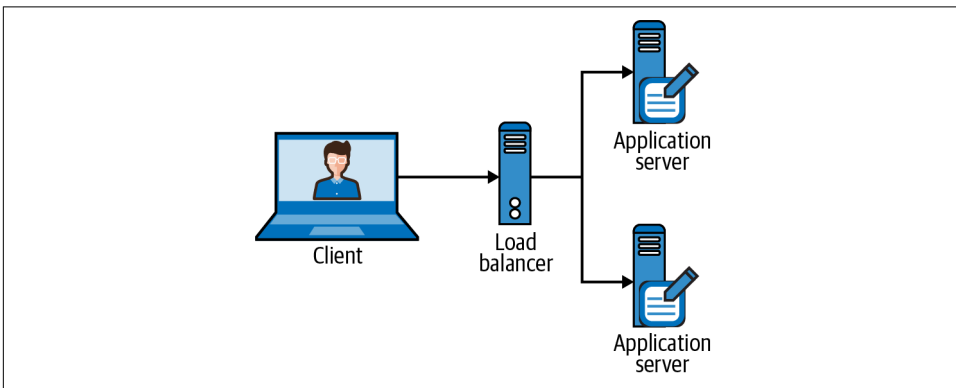 Application
server
Client
Load
balancer
Application
server